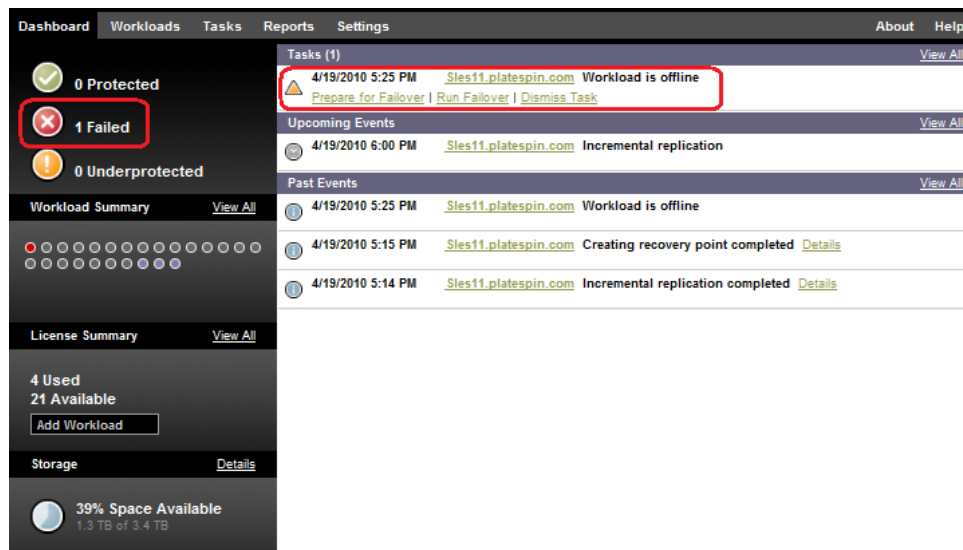 Dashboard Workloads Tasks Reports Settings About Help
0 Protected
1 Failed
0 Underprotected
Workload Summary View All
License Summary View All
4 Used
21 Available
Add Workload
Storage Details
39% Space Available
1.3 TB of 3.4 TB
Tasks (1) View All
4/19/2010 5:25 PM Sles11.platespin.com Workload is offline
Prepare for Failover | Run Failover | Dismiss Task
Upcoming Events View All
4/19/2010 6:00 PM Sles11.platespin.com Incremental replication
Past Events View All
4/19/2010 5:25 PM Sles11.platespin.com Workload is offline
4/19/2010 5:15 PM Sles11.platespin.com Creating recovery point completed Details
4/19/2010 5:14 PM Sles11.platespin.com Incremental replication completed Details